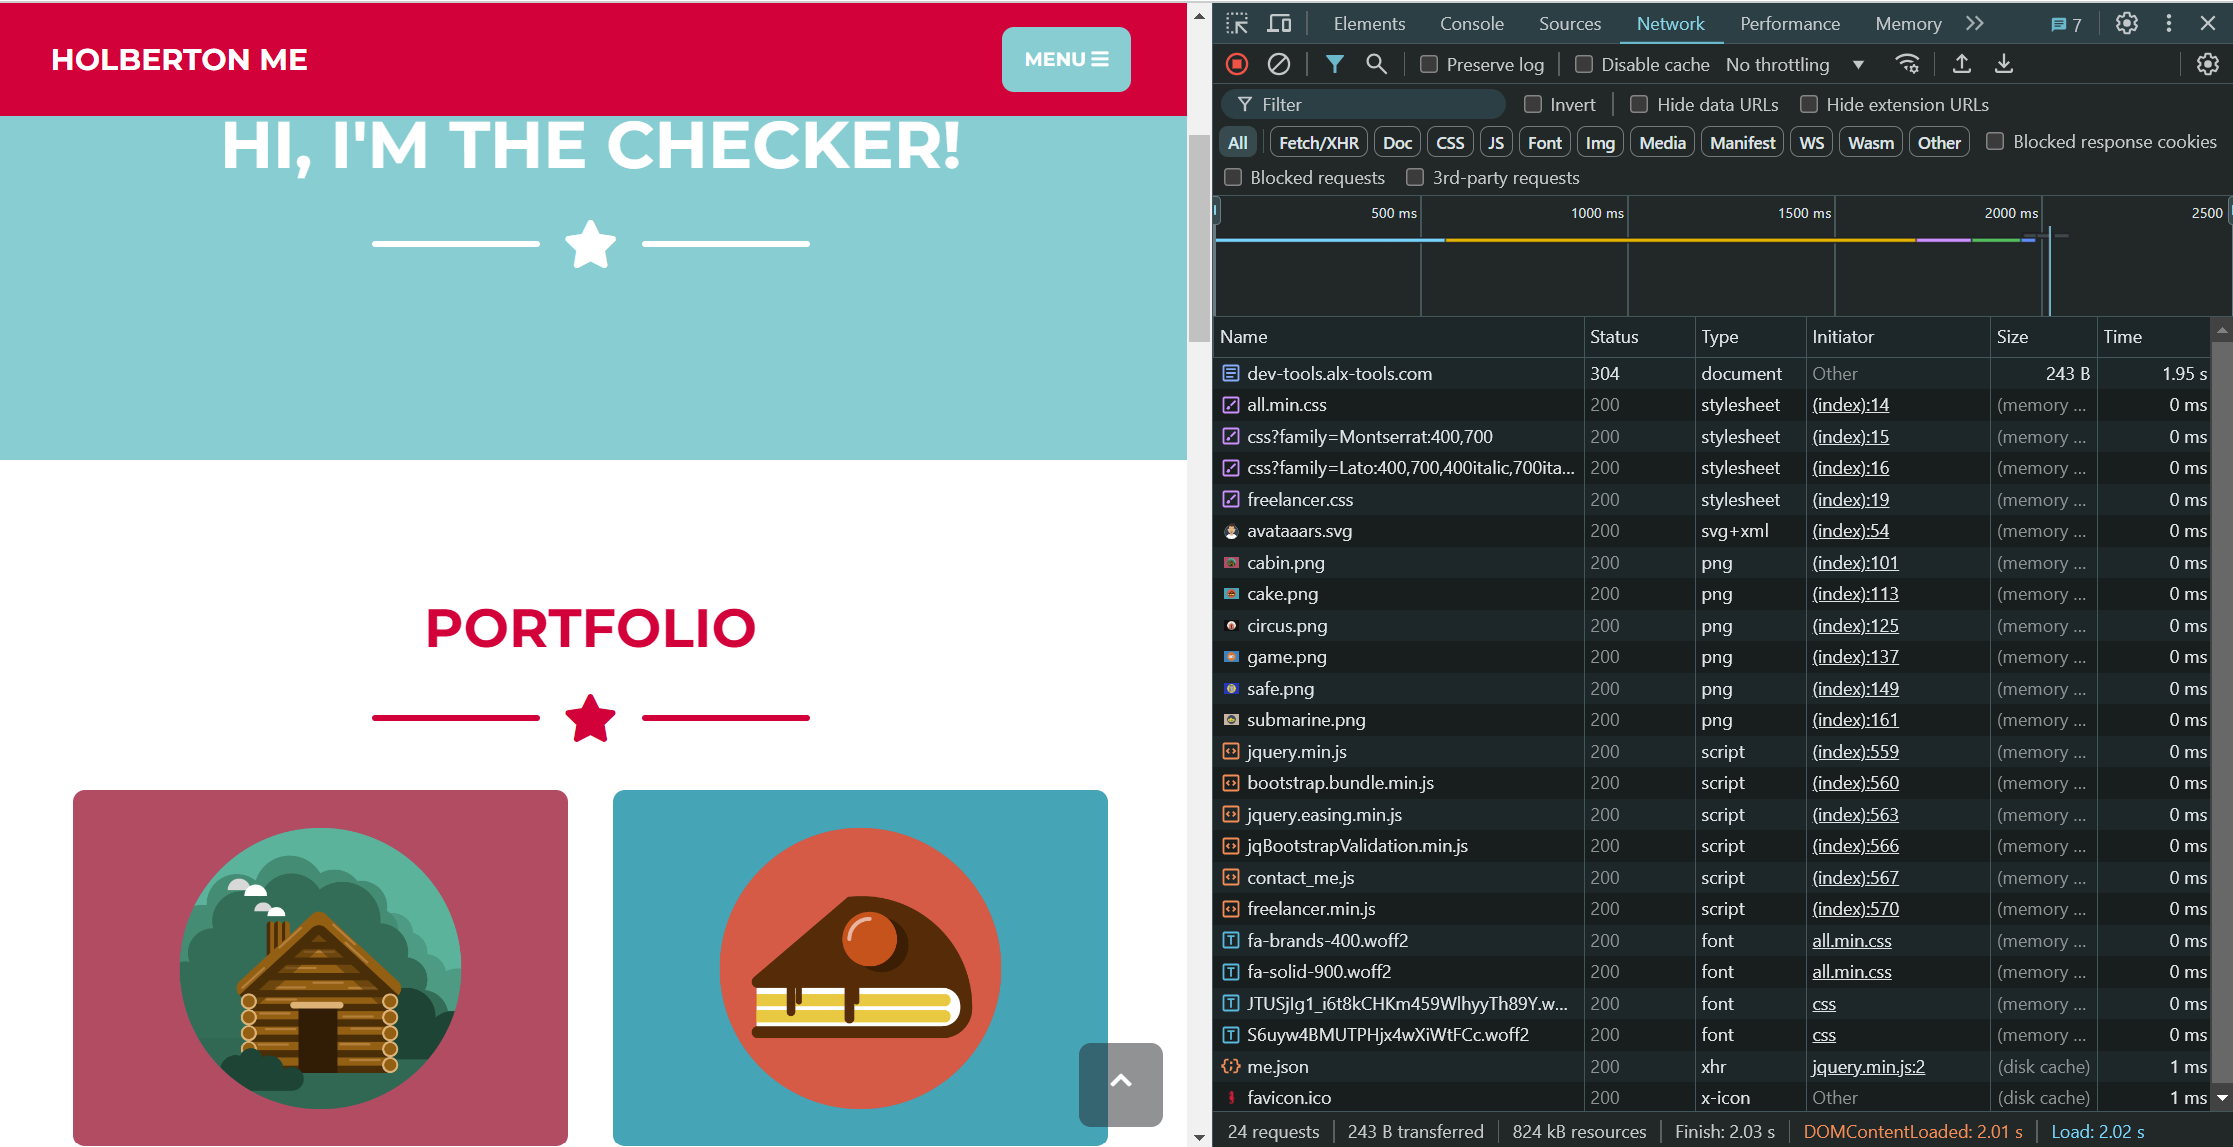 HOLBERTON ME
MENU
HI, I'M THE CHECKER!
PORTFOLIO
Elements Console Sources Network Performance Memory 7
Preserve log Disable cache No throttling
Filter Invert Hide data URLs Hide extension URLs
All Fetch/XHR Doc CSS JS Font Img Media Manifest WS Wasm Other Blocked response cookies
Blocked requests 3rd-party requests
500 ms 1000 ms 1500 ms 2000 ms 2500
Name Status Type Initiator Size Time
dev-tools.alx-tools.com 304 document Other 243 B 1.95 s
all.min.css 200 stylesheet (index):14 (memory ... 0 ms
css?family=Montserrat:400,700 200 stylesheet (index):15 (memory ... 0 ms
css?family=Lato:400,700,400italic,700ita... 200 stylesheet (index):16 (memory ... 0 ms
freelancer.css 200 stylesheet (index):19 (memory ... 0 ms
avataaars.svg 200 svg+xml (index):54 (memory ... 0 ms
cabin.png 200 png (index):101 (memory ... 0 ms
cake.png 200 png (index):113 (memory ... 0 ms
circus.png 200 png (index):125 (memory ... 0 ms
game.png 200 png (index):137 (memory ... 0 ms
safe.png 200 png (index):149 (memory ... 0 ms
submarine.png 200 png (index):161 (memory ... 0 ms
jquery.min.js 200 script (index):559 (memory ... 0 ms
bootstrap.bundle.min.js 200 script (index):560 (memory ... 0 ms
jquery.easing.min.js 200 script (index):563 (memory ... 0 ms
jqBootstrapValidation.min.js 200 script (index):566 (memory ... 0 ms
contact_me.js 200 script (index):567 (memory ... 0 ms
freelancer.min.js 200 script (index):570 (memory ... 0 ms
fa-brands-400.woff2 200 font all.min.css (memory ... 0 ms
fa-solid-900.woff2 200 font all.min.css (memory ... 0 ms
JTUSjIg1_i6t8kCHKm459WlhyyTh89Y.w... 200 font css (memory ... 0 ms
S6uyw4BMUTPHjx4wXiWtFCc.woff2 200 font css (memory ... 0 ms
me.json 200 xhr jquery.min.js:2 (disk cache) 1 ms
favicon.ico 200 x-icon Other (disk cache) 1 ms
24 requests 243 B transferred 824 kB resources Finish: 2.03 s DOMContentLoaded: 2.01 s Load: 2.02 s